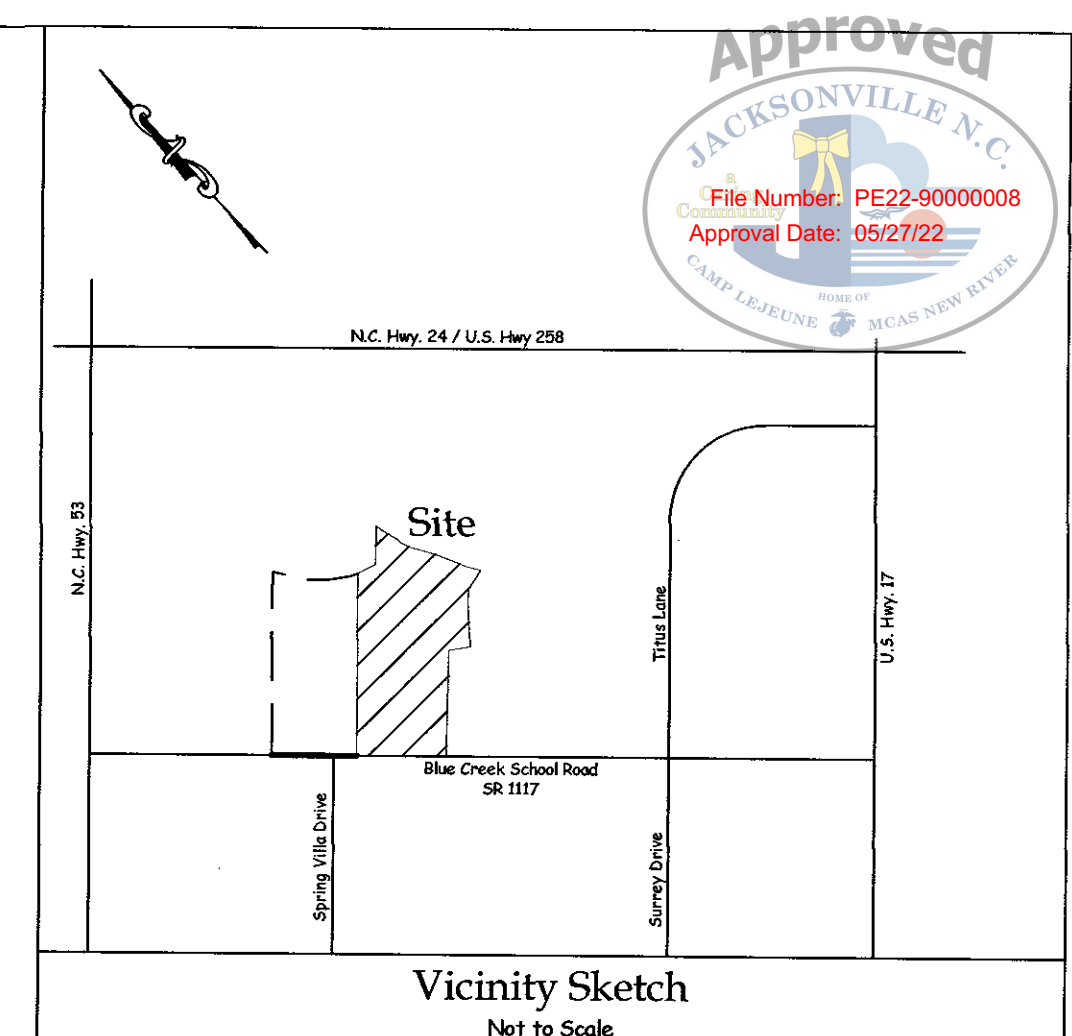 Approved
JACKSONVILLE N.C.
a
Caring
Community
File Number: PE22-90000008
Approval Date: 05/27/22
HOME OF
CAMP LEJEUNE MCAS NEW RIVER
N.C. Hwy. 24 / U.S. Hwy 258
N.C. Hwy. 53
Site
Titus Lane
U.S. Hwy. 17
Blue Creek School Road
SR 1117
Spring Villa Drive
Surrey Drive
Vicinity Sketch
Not to Scale